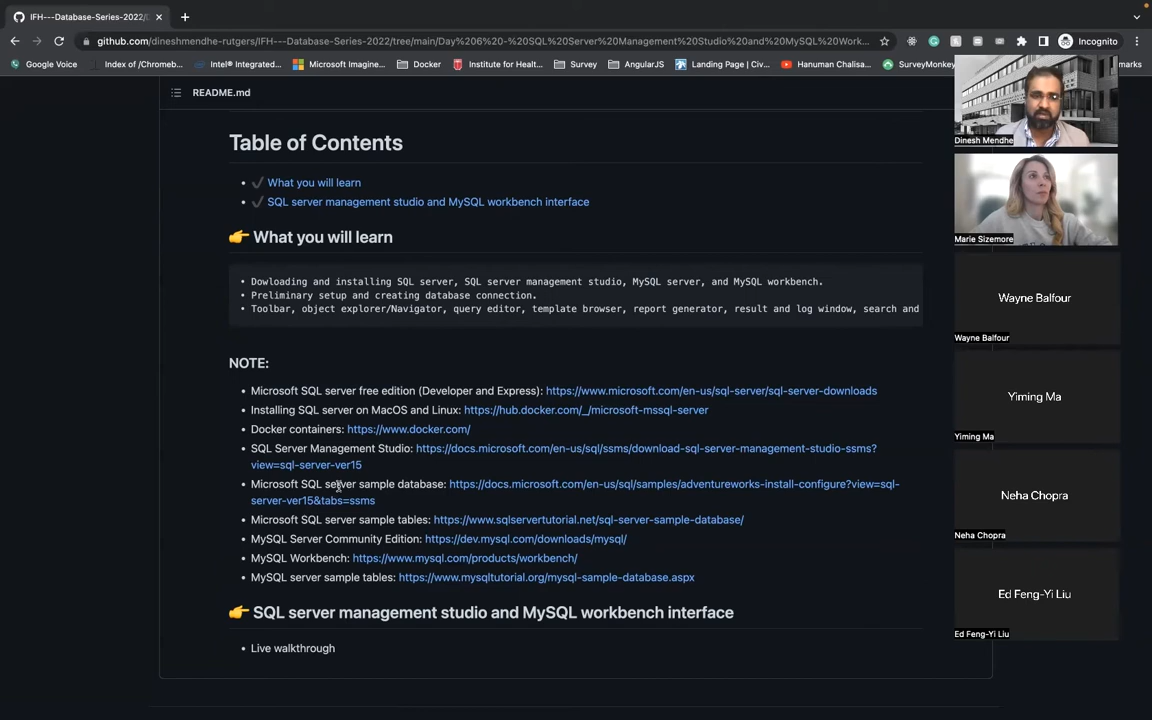 IFH---Database-Series-2022/D
github.com/dineshmendhe-rutgers/IFH---Database-Series-2022/tree/main/Day%206%20-%20SQL%20Server%20Management%20Studio%20and%20MySQL%20Work...
Incognito
Google Voice
Index of /Chromeb...
Intel® Integrated...
Microsoft Imagine...
Docker
Institute for Healt...
Survey
AngularJS
Landing Page | Civ...
Hanuman Chalisa...
SurveyMonkey
marks
README.md
Table of Contents
What you will learn
SQL server management studio and MySQL workbench interface
What you will learn
• Dowloading and installing SQL server, SQL server management studio, MySQL server, and MySQL workbench.
• Preliminary setup and creating database connection.
• Toolbar, object explorer/Navigator, query editor, template browser, report generator, result and log window, search and
NOTE:
• Microsoft SQL server free edition (Developer and Express): https://www.microsoft.com/en-us/sql-server/sql-server-downloads
• Installing SQL server on MacOS and Linux: https://hub.docker.com/_/microsoft-mssql-server
• Docker containers: https://www.docker.com/
• SQL Server Management Studio: https://docs.microsoft.com/en-us/sql/ssms/download-sql-server-management-studio-ssms?
view=sql-server-ver15
• Microsoft SQL server sample database: https://docs.microsoft.com/en-us/sql/samples/adventureworks-install-configure?view=sql-
server-ver15&tabs=ssms
• Microsoft SQL server sample tables: https://www.sqlservertutorial.net/sql-server-sample-database/
• MySQL Server Community Edition: https://dev.mysql.com/downloads/mysql/
• MySQL Workbench: https://www.mysql.com/products/workbench/
• MySQL server sample tables: https://www.mysqltutorial.org/mysql-sample-database.aspx
SQL server management studio and MySQL workbench interface
• Live walkthrough
Dinesh Mendhe
Marie Sizemore
Wayne Balfour
Wayne Balfour
Yiming Ma
Yiming Ma
Neha Chopra
Neha Chopra
Ed Feng-Yi Liu
Ed Feng-Yi Liu